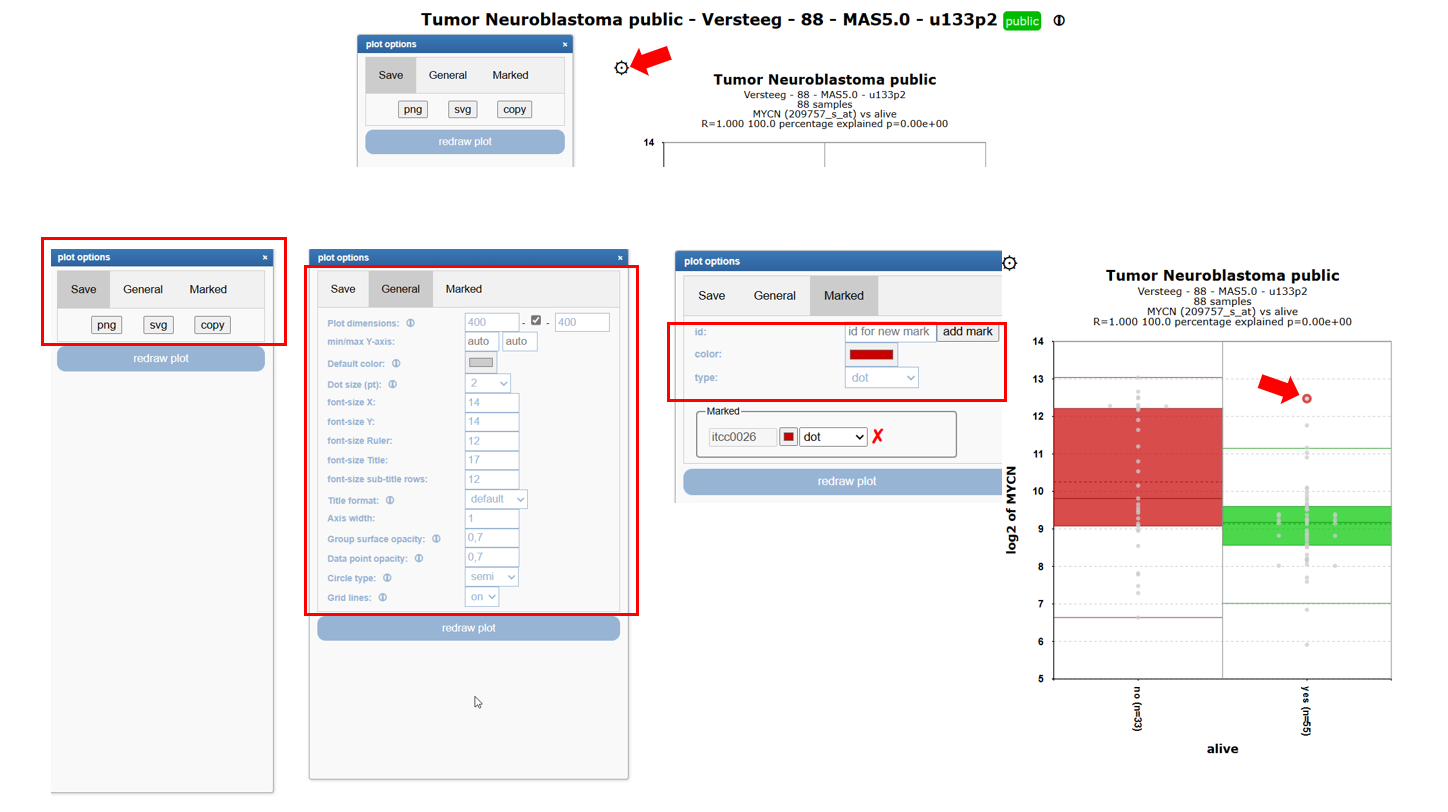 Tumor Neuroblastoma public - Versteeg - 88 - MAS5.0 - u133p2 public
plot options ×
Save General Marked
png svg copy
redraw plot
Tumor Neuroblastoma public
Versteeg - 88 - MAS5.0 - u133p2
88 samples
MYCN (209757_s_at) vs alive
R=1.000 100.0 percentage explained p=0.00e+00
14
plot options ×
Save General Marked
png svg copy
redraw plot
plot options ×
Save General Marked
Plot dimensions: 400 - - 400
min/max Y-axis: auto auto
Default color:
Dot size (pt): 2
font-size X: 14
font-size Y: 14
font-size Ruler: 12
font-size Title: 17
font-size sub-title rows: 12
Title format: default
Axis width: 1
Group surface opacity: 0,7
Data point opacity: 0,7
Circle type: semi
Grid lines: on
redraw plot
plot options
Save General Marked
id: id for new mark add mark
color:
type: dot
Marked
itcc0026 dot ✗
redraw plot
Tumor Neuroblastoma public
Versteeg - 88 - MAS5.0 - u133p2
88 samples
MYCN (209757_s_at) vs alive
R=1.000 100.0 percentage explained p=0.00e+00
14
13
12
11
10
9
8
7
6
5
log2 of MYCN
no (n=33)
yes (n=55)
alive